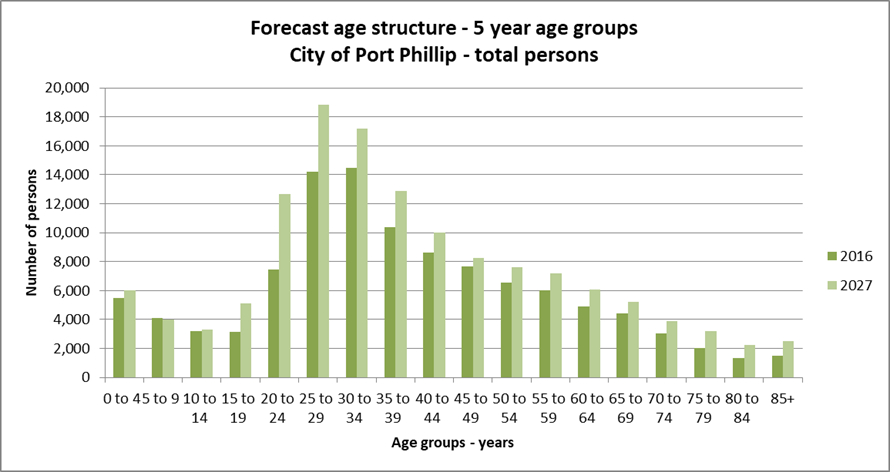 Forecast age structure - 5 year age groups
City of Port Phillip - total persons
20,000
18,000
16,000
14,000
12,000
10,000
8,000
6,000
4,000
2,000
0
Number of persons
0 to 4 5 to 9 10 to 15 to 20 to 25 to 30 to 35 to 40 to 45 to 50 to 55 to 60 to 65 to 70 to 75 to 80 to 85+
14 19 24 29 34 39 44 49 54 59 64 69 74 79 84
Age groups - years
2016
2027